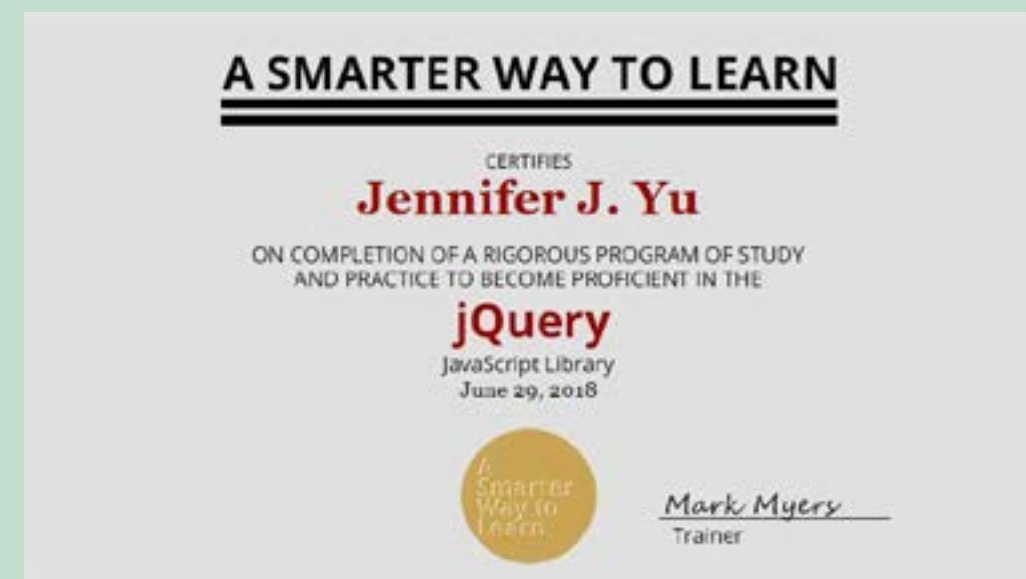 A SMARTER WAY TO LEARN
CERTIFIES
Jennifer J. Yu
ON COMPLETION OF A RIGOROUS PROGRAM OF STUDY
AND PRACTICE TO BECOME PROFICIENT IN THE
jQuery
JavaScript Library
June 29, 2018
A
Smarter
Way to
Learn
Mark Myers
Trainer